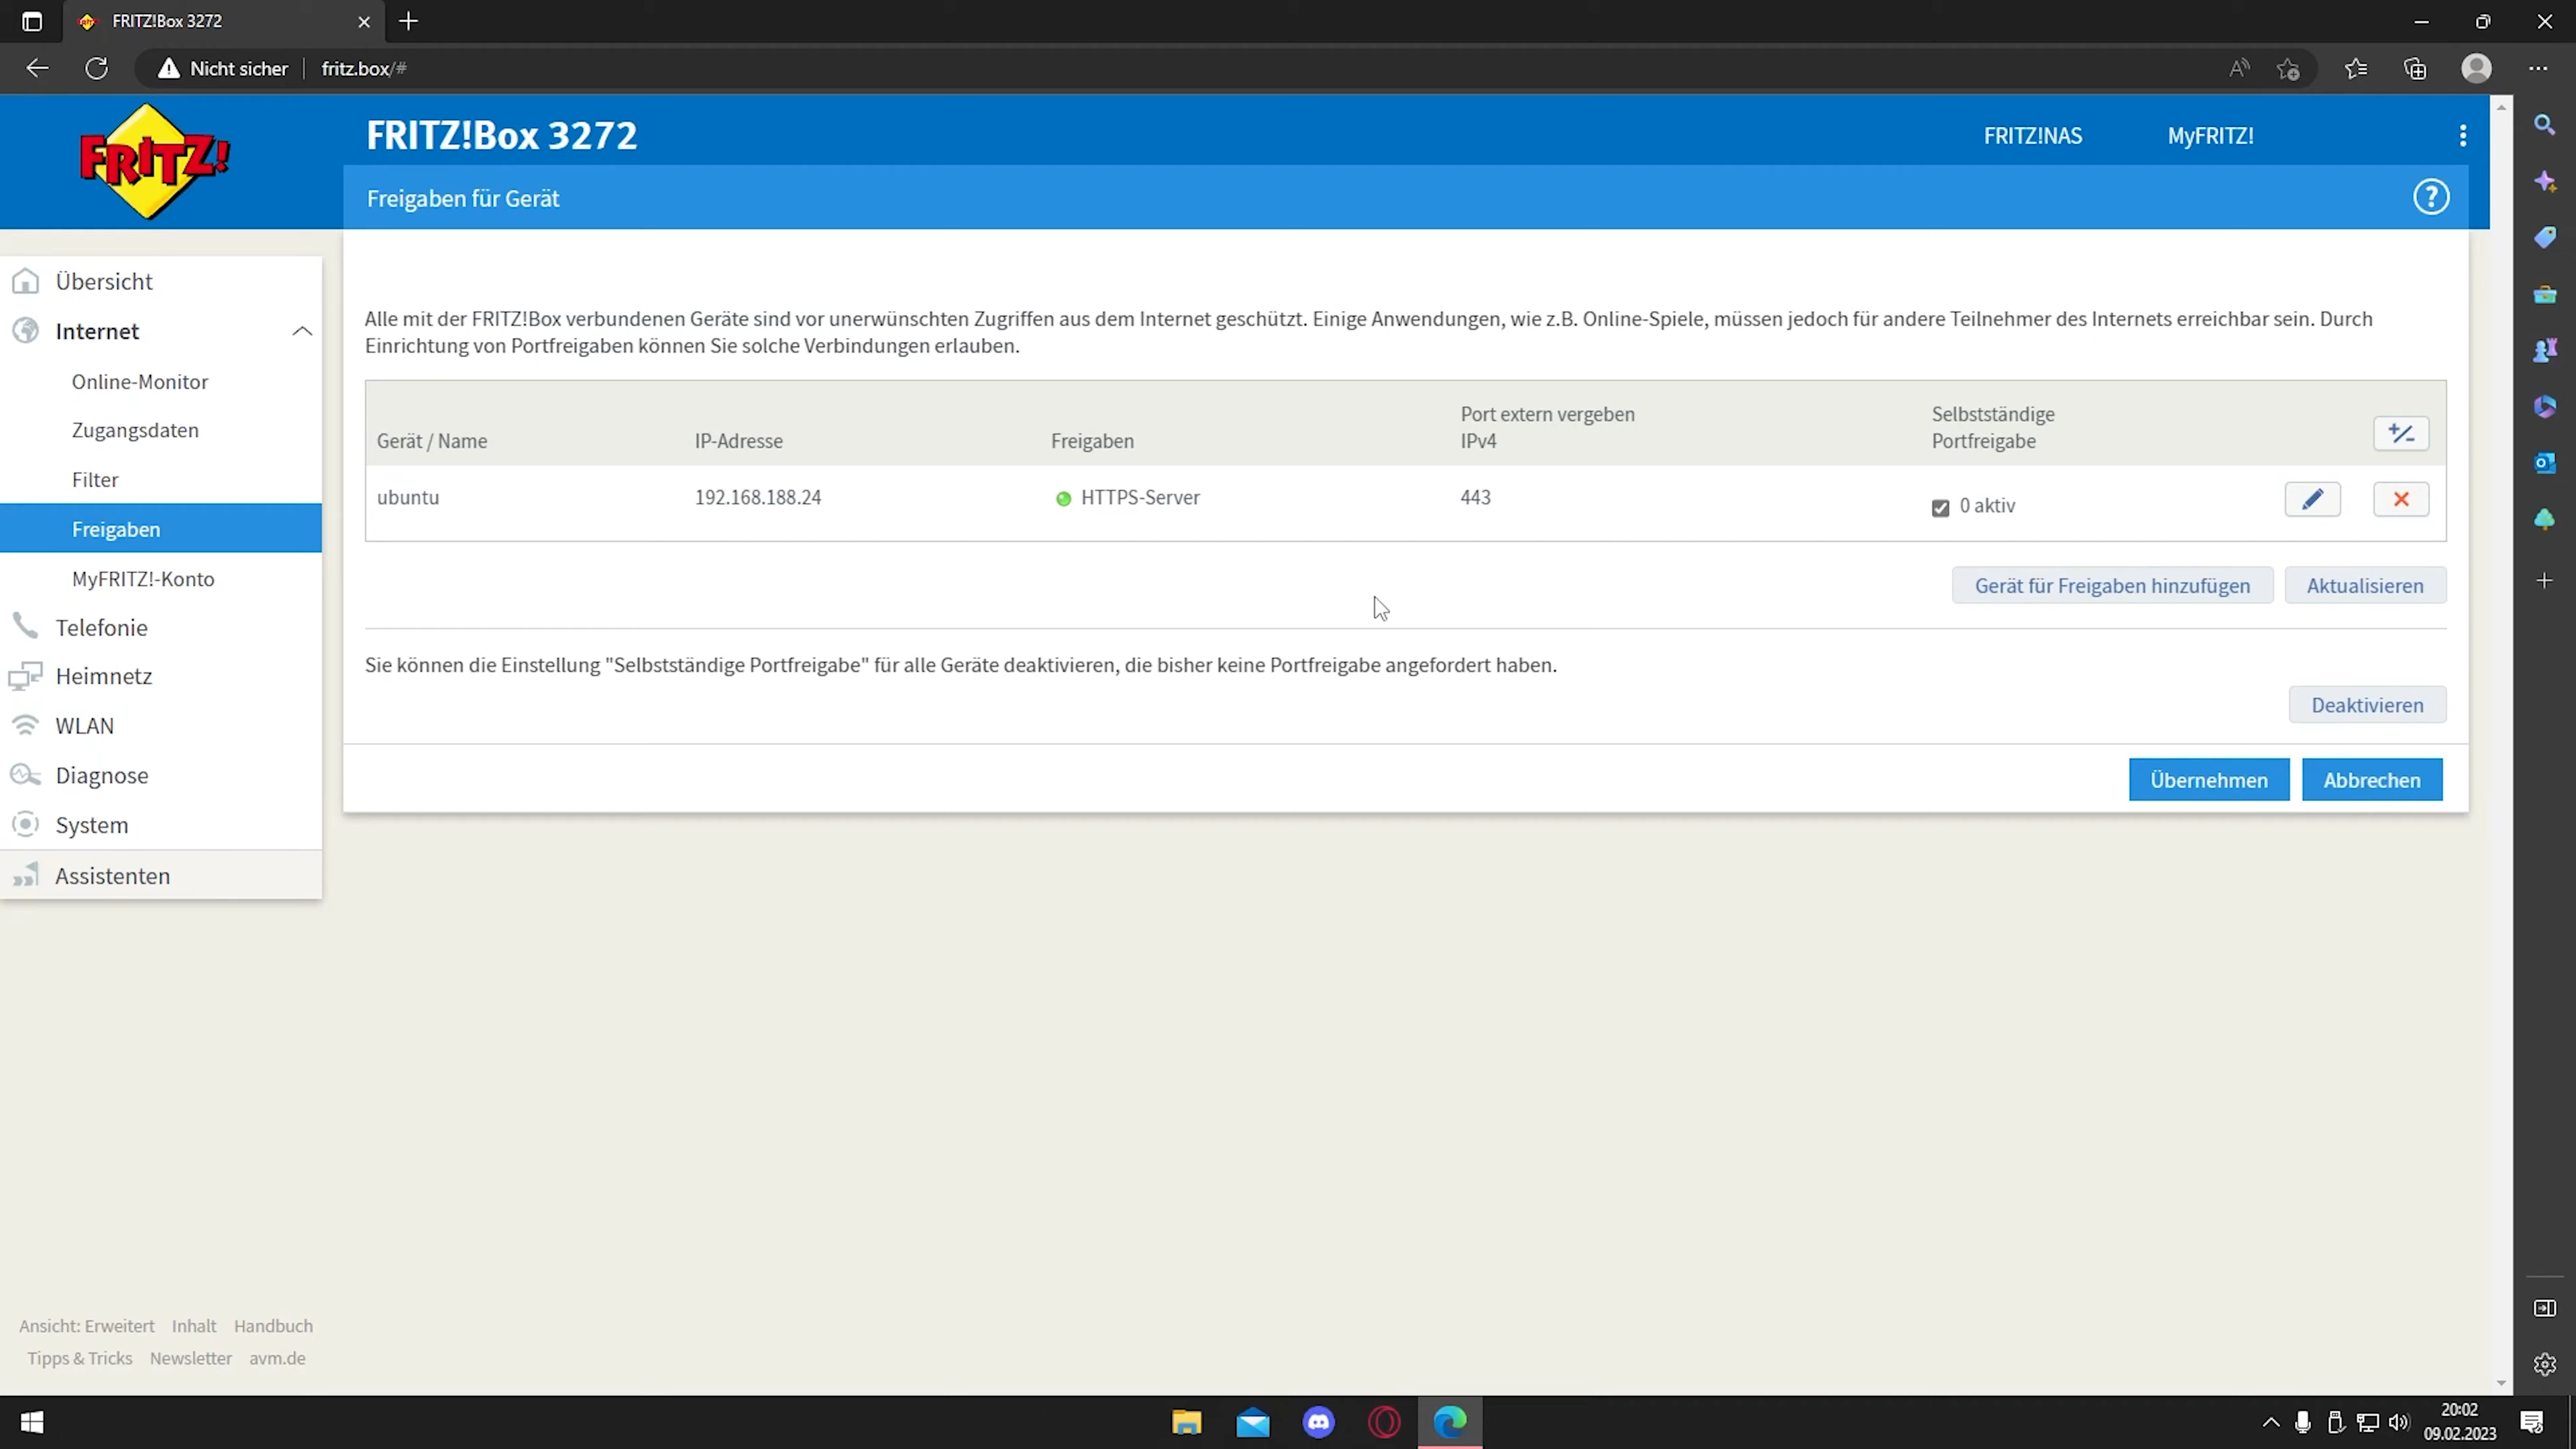 FRITZ!Box 3272
Nicht sicher
fritz.box/#
FRITZ!
FRITZ!Box 3272
FRITZ!NAS
MyFRITZ!
Freigaben für Gerät
Übersicht
Internet
Online-Monitor
Zugangsdaten
Filter
Freigaben
MyFRITZ!-Konto
Telefonie
Heimnetz
WLAN
Diagnose
System
Assistenten
Alle mit der FRITZ!Box verbundenen Geräte sind vor unerwünschten Zugriffen aus dem Internet geschützt. Einige Anwendungen, wie z.B. Online-Spiele, müssen jedoch für andere Teilnehmer des Internets erreichbar sein. Durch
Einrichtung von Portfreigaben können Sie solche Verbindungen erlauben.
Gerät / Name
IP-Adresse
Freigaben
Port extern vergeben
IPv4
Selbstständige
Portfreigabe
ubuntu
192.168.188.24
HTTPS-Server
443
0 aktiv
Gerät für Freigaben hinzufügen
Aktualisieren
Sie können die Einstellung "Selbstständige Portfreigabe" für alle Geräte deaktivieren, die bisher keine Portfreigabe angefordert haben.
Deaktivieren
Übernehmen
Abbrechen
Ansicht: Erweitert Inhalt Handbuch
Tipps & Tricks Newsletter avm.de
20:02
09.02.2023